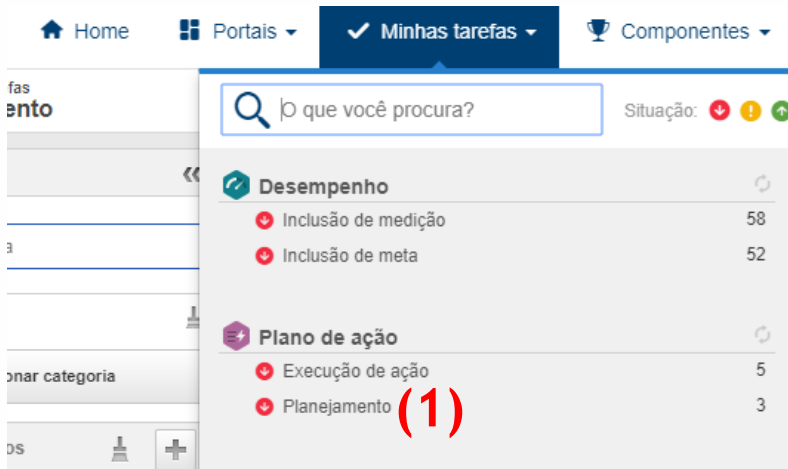 Home Portais Minhas tarefas Componentes
fas
ento
O que você procura? Situação:
Desempenho
Inclusão de medição 58
a
Inclusão de meta 52
Plano de ação
onar categoria
Execução de ação 5
Planejamento (1) 3
os